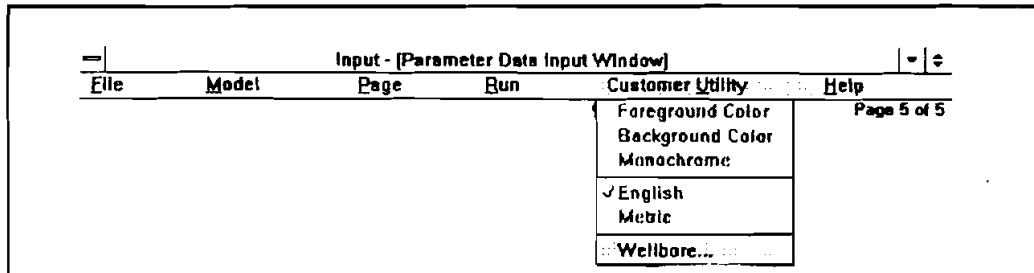 Input - [Parameter Data Input Window]
File Model Page Run Customer Utility Help
Page 5 of 5
Foreground Color
Background Color
Monochrome
✓ English
Metric
Wellbore...